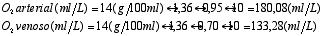 O₂ arterial(ml/L)=14(g/100ml)×1,36×0,95×10=180,08(ml/L)
O₂ venoso(ml/L)=14(g/100ml)×1,36×0,70×10=133,28(ml/L)